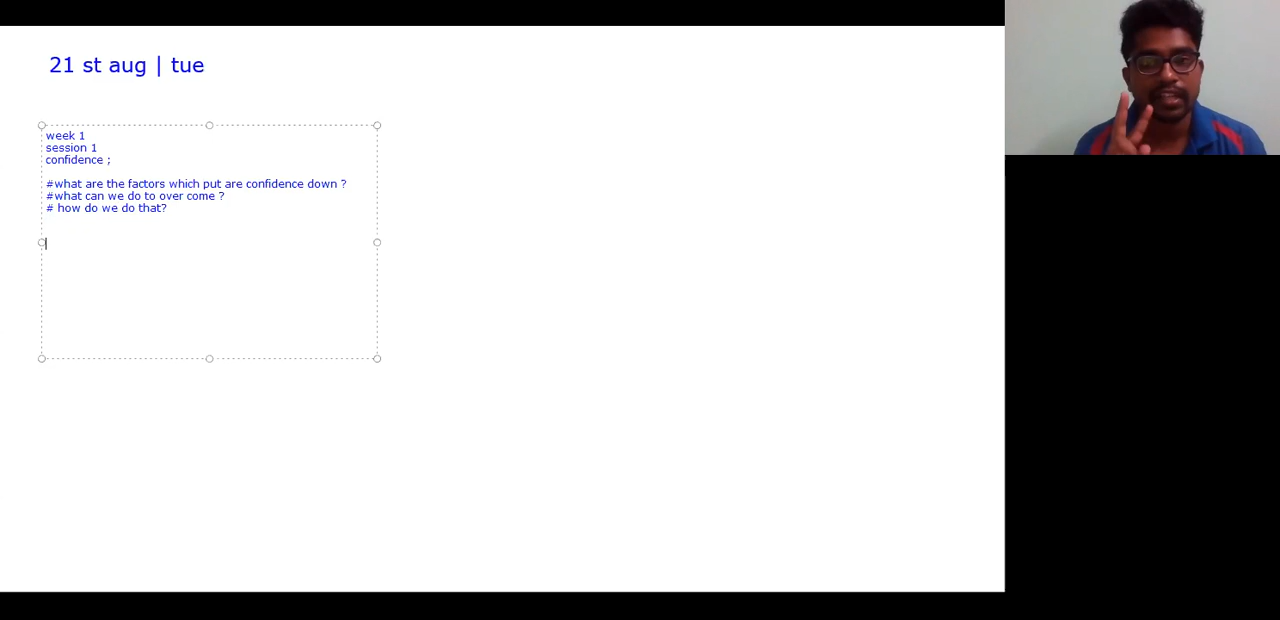 21 st aug | tue
week 1
session 1
confidence ;
#what are the factors which put are confidence down ?
#what can we do to over come ?
# how do we do that?